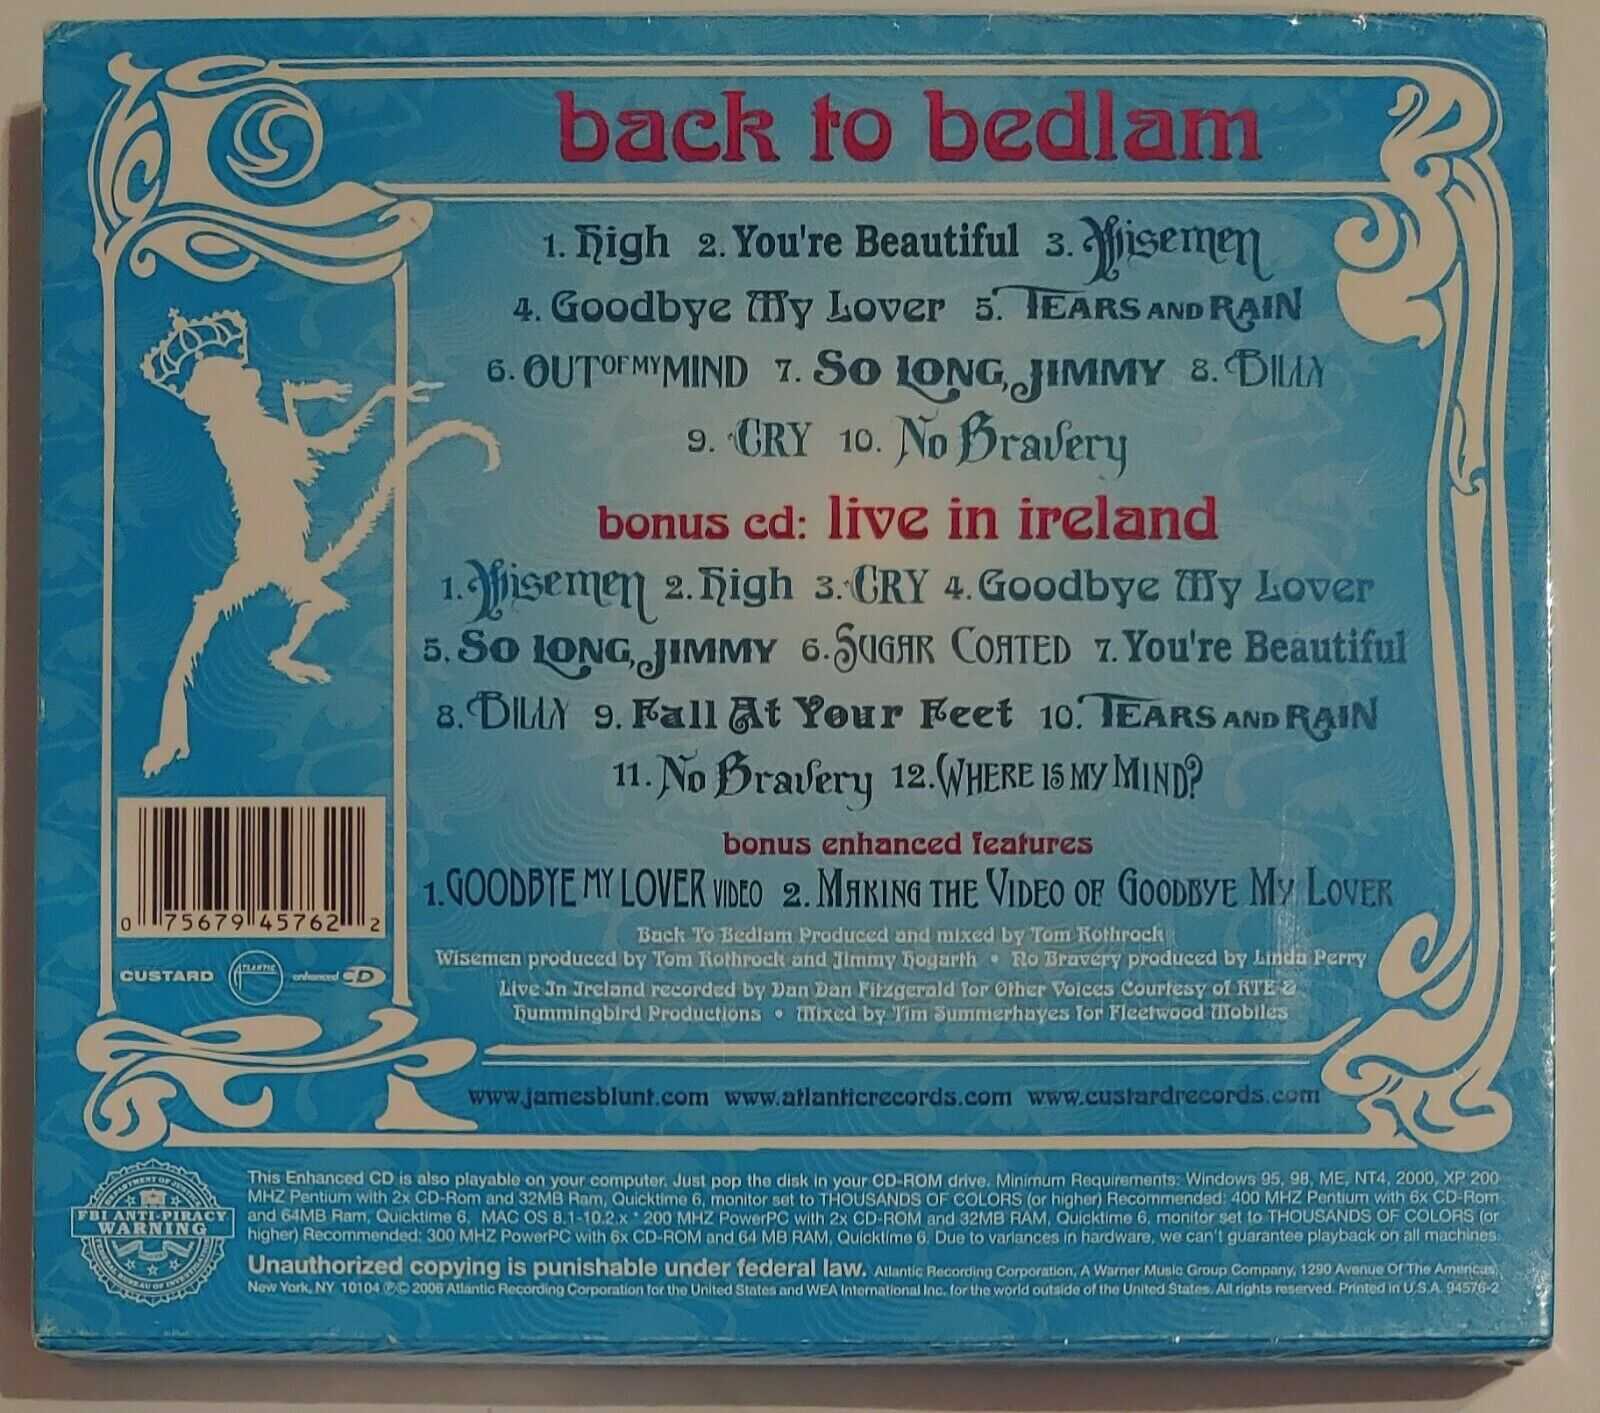 back to bedlam
1. High 2. You're Beautiful 3. Wisemen
4. Goodbye My Lover 5. TEARS AND RAIN
6. OUT OF MY MIND 7. SO LONG, JIMMY 8. BILLY
9. CRY 10. No Bravery
bonus cd: live in ireland
1. Wisemen 2. High 3. CRY 4. Goodbye My Lover
5. SO LONG, JIMMY 6. SUGAR COATED 7. You're Beautiful
8. BILLY 9. Fall At Your Feet 10. TEARS AND RAIN
11. No Bravery 12. WHERE IS MY MIND?
bonus enhanced features
1. GOODBYE MY LOVER VIDEO 2. MAKING THE VIDEO OF GOODBYE MY LOVER
0 75679 45762 2
CUSTARD ATLANTIC enhanced CD
Back To Bedlam Produced and mixed by Tom Rothrock
Wisemen produced by Tom Rothrock and Jimmy Hogarth • No Bravery produced by Linda Perry
Live In Ireland recorded by Dan Dan Fitzgerald for Other Voices Courtesy of RTE &
Hummingbird Productions • Mixed by Tim Summerhayes for Fleetwood Mobiles
www.jamesblunt.com www.atlanticrecords.com www.custardrecords.com
DEPARTMENT OF JUSTICE
FBI ANTI-PIRACY
WARNING
FEDERAL BUREAU OF INVESTIGATION
This Enhanced CD is also playable on your computer. Just pop the disk in your CD-ROM drive. Minimum Requirements: Windows 95, 98, ME, NT4, 2000, XP 200
MHZ Pentium with 2x CD-Rom and 32MB Ram, Quicktime 6, monitor set to THOUSANDS OF COLORS (or higher) Recommended: 400 MHZ Pentium with 6x CD-Rom
and 64MB Ram, Quicktime 6. MAC OS 8.1-10.2.x * 200 MHZ PowerPC with 2x CD-ROM and 32MB RAM, Quicktime 6, monitor set to THOUSANDS OF COLORS (or
higher) Recommended: 300 MHZ PowerPC with 6x CD-ROM and 64 MB RAM, Quicktime 6. Due to variances in hardware, we can't guarantee playback on all machines.
Unauthorized copying is punishable under federal law. Atlantic Recording Corporation, A Warner Music Group Company, 1290 Avenue Of The Americas,
New York, NY 10104 ℗© 2006 Atlantic Recording Corporation for the United States and WEA International Inc. for the world outside of the United States. All rights reserved. Printed in U.S.A. 94576-2